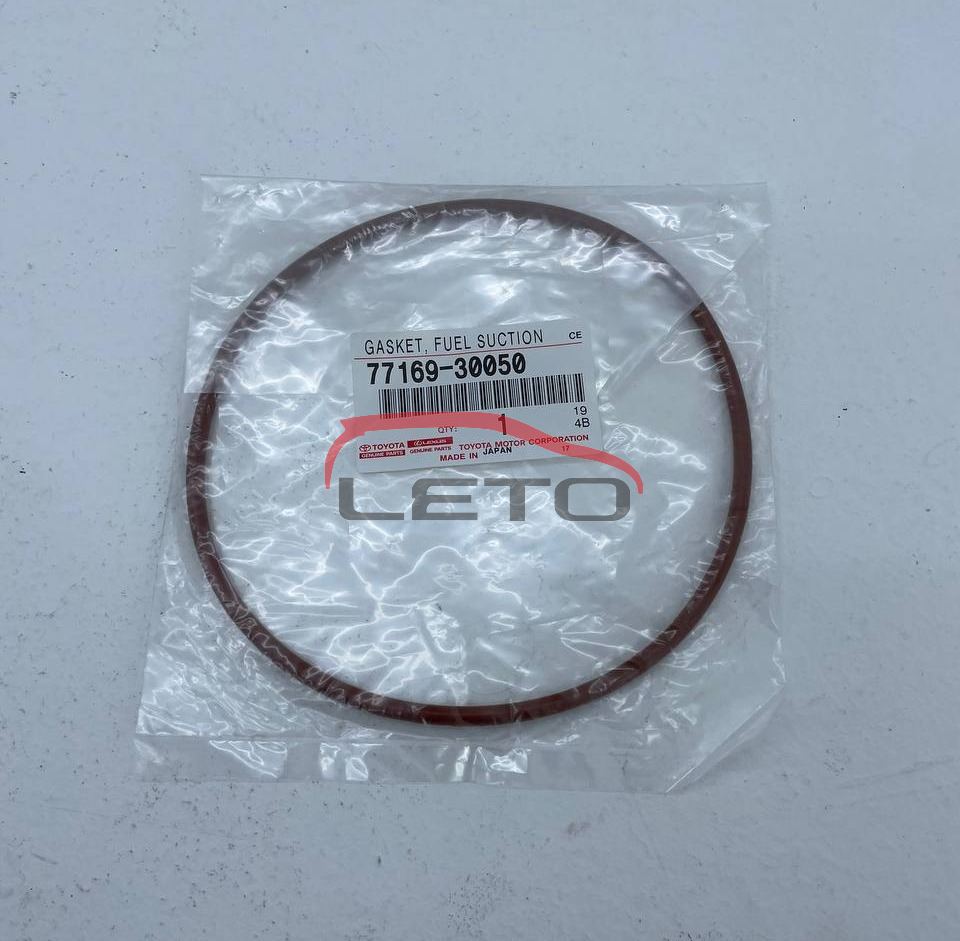 GASKET, FUEL SUCTION CE
77169-30050
QTY: 1 19
4B
TOYOTA LEXUS TOYOTA MOTOR CORPORATION
GENUINE PARTS GENUINE PARTS MADE IN JAPAN 17
LETO